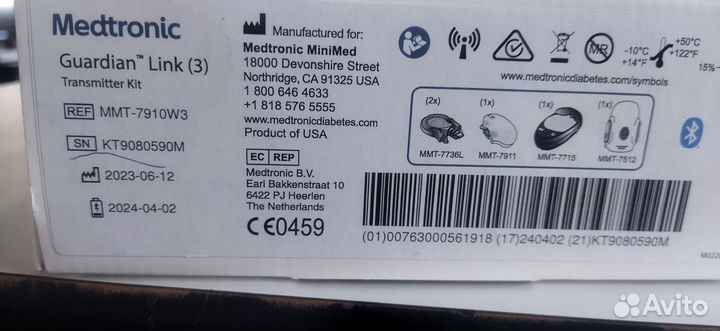 Medtronic
Guardian™ Link (3)
Transmitter Kit
REF MMT-7910W3
SN KT9080590M
2023-06-12
2024-04-02
Manufactured for:
Medtronic MiniMed
18000 Devonshire Street
Northridge, CA 91325 USA
1 800 646 4633
+1 818 576 5555
www.medtronicdiabetes.com
Product of USA
EC REP
Medtronic B.V.
Earl Bakkenstraat 10
6422 PJ Heerlen
The Netherlands
CE0459
MR
-10°C
+14°F
+50°C
+122°F
15%
www.medtronicdiabetes.com/symbols
(2x) (1x) (1x) (1x)
MMT-7736L MMT-7911 MMT-7715 MMT-7512
(01)00763000561918 (17)240402 (21)KT9080590M
Avito